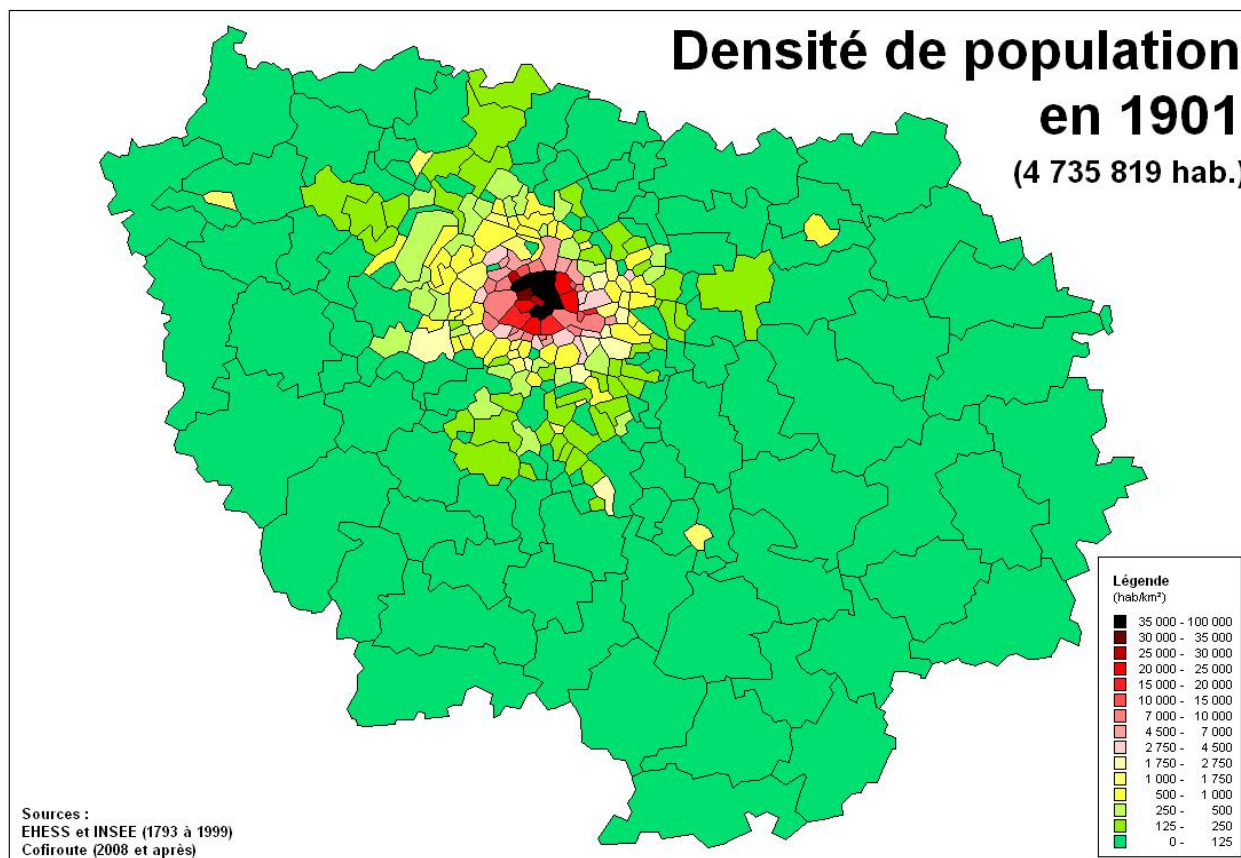 Densité de population
en 1901
(4 735 819 hab.)
Légende
(hab/km²)
35 000 - 100 000
30 000 - 35 000
25 000 - 30 000
20 000 - 25 000
15 000 - 20 000
10 000 - 15 000
7 000 - 10 000
4 500 - 7 000
2 750 - 4 500
1 750 - 2 750
1 000 - 1 750
500 - 1 000
250 - 500
125 - 250
0 - 125
Sources :
EHESS et INSEE (1793 à 1999)
Cofiroute (2008 et après)